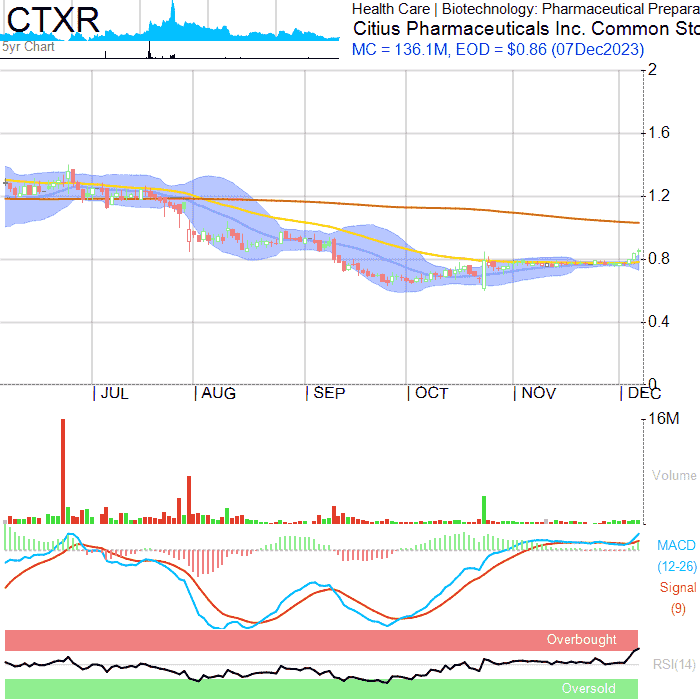 CTXR
5yr Chart
Health Care | Biotechnology: Pharmaceutical Prepara
Citius Pharmaceuticals Inc. Common Sto
MC = 136.1M, EOD = $0.86 (07Dec2023)
2
1.6
1.2
0.8
0.4
0
JUL AUG SEP OCT NOV DEC
16M
Volume
MACD
(12-26)
Signal
(9)
Overbought
RSI(14)
Oversold